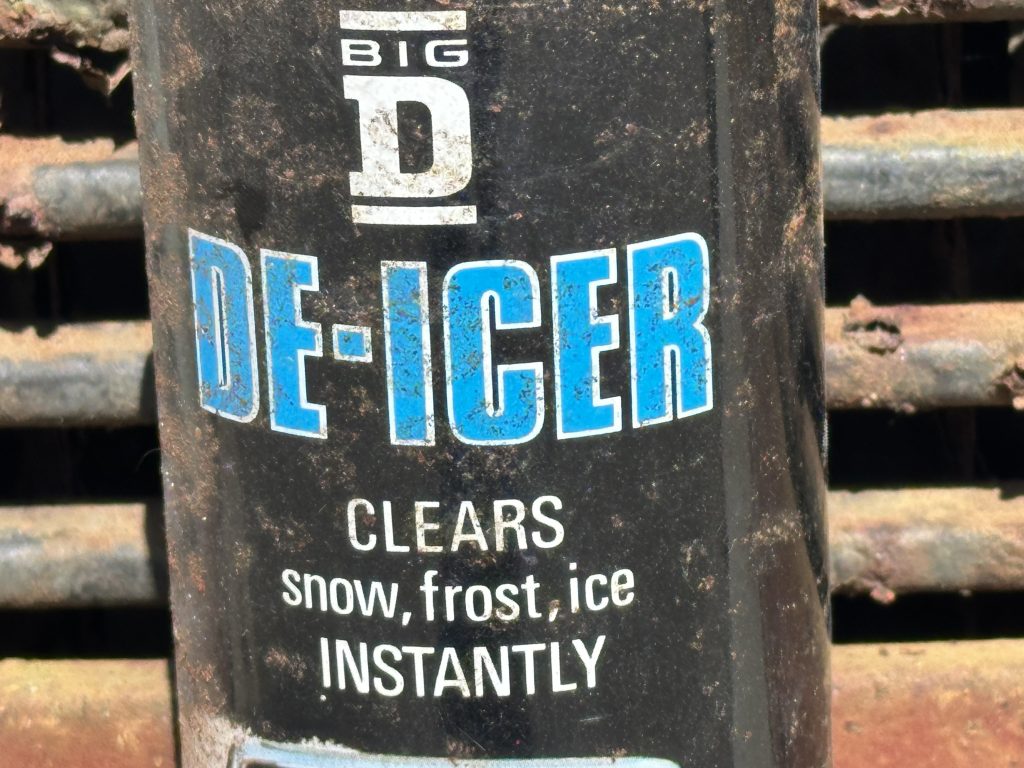 BIG
D
DE-ICER
CLEARS
snow, frost, ice
INSTANTLY